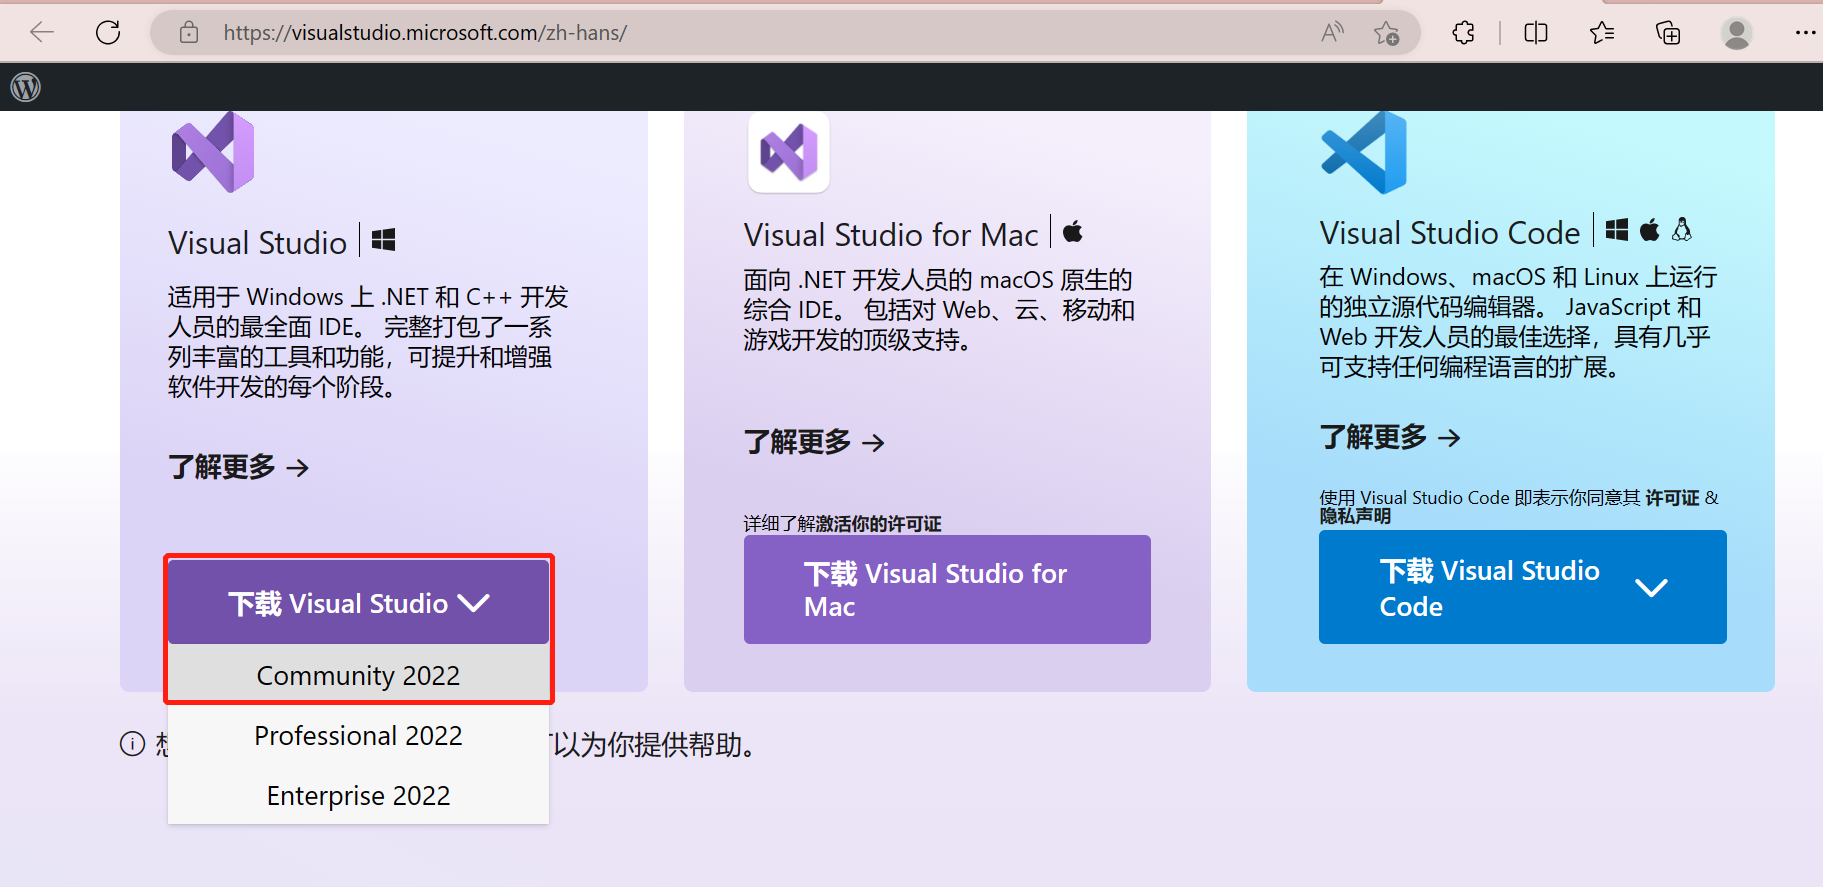 https://visualstudio.microsoft.com/zh-hans/
Visual Studio
适用于 Windows 上 .NET 和 C++ 开发
人员的最全面 IDE。 完整打包了一系
列丰富的工具和功能，可提升和增强
软件开发的每个阶段。
了解更多 →
下载 Visual Studio
Community 2022
Professional 2022
Enterprise 2022
Visual Studio for Mac
面向 .NET 开发人员的 macOS 原生的
综合 IDE。 包括对 Web、云、移动和
游戏开发的顶级支持。
了解更多 →
详细了解激活你的许可证
下载 Visual Studio for
Mac
Visual Studio Code
在 Windows、macOS 和 Linux 上运行
的独立源代码编辑器。 JavaScript 和
Web 开发人员的最佳选择，具有几乎
可支持任何编程语言的扩展。
了解更多 →
使用 Visual Studio Code 即表示你同意其 许可证 &
隐私声明
下载 Visual Studio
Code
以为你提供帮助。